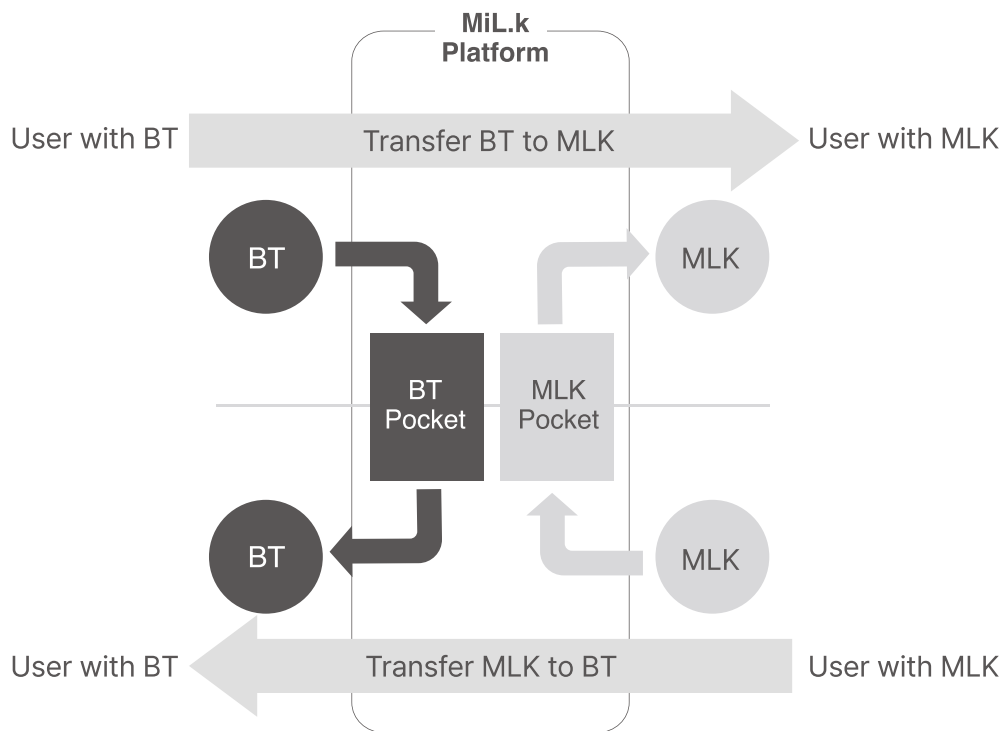 MiL.k
Platform
User with BT
Transfer BT to MLK
User with MLK
BT
MLK
BT
Pocket
MLK
Pocket
BT
MLK
User with BT
Transfer MLK to BT
User with MLK